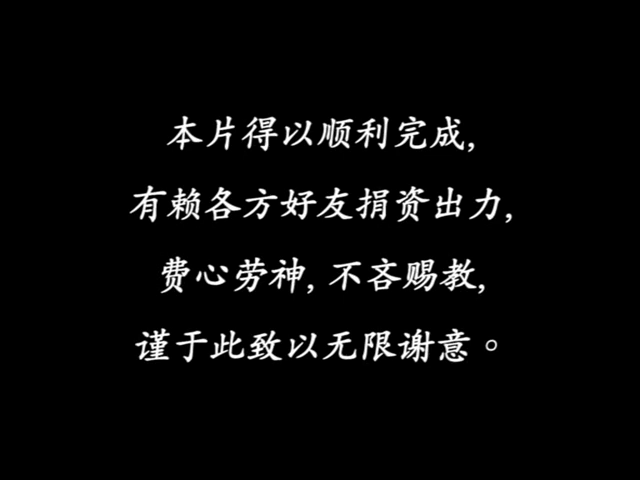 本片得以顺利完成,
有赖各方好友捐资出力,
费心劳神, 不吝赐教,
谨于此致以无限谢意。